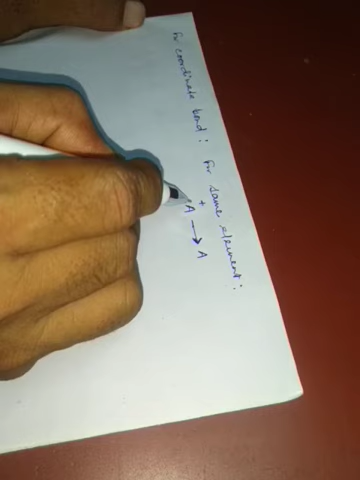 For coordinate bond :
For same element :
+
A → A